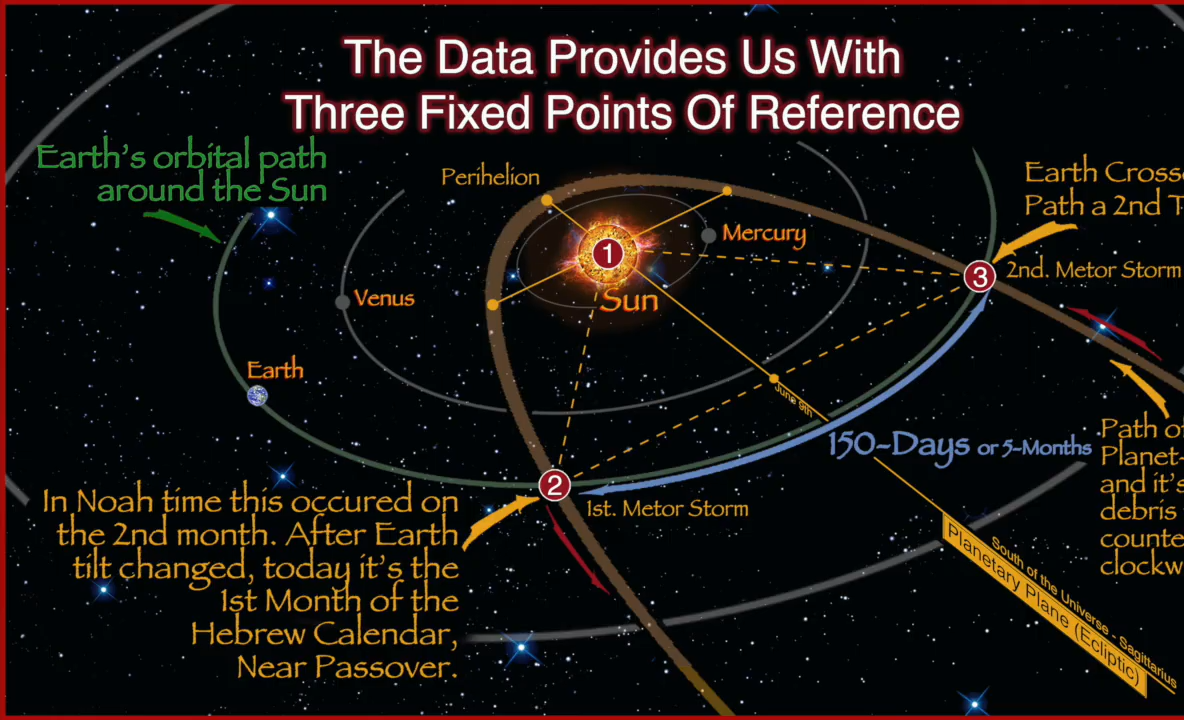 The Data Provides Us With
Three Fixed Points Of Reference
Earth's orbital path
around the Sun
Perihelion
Earth Cross
Path a 2nd T
1
Mercury
3
2nd. Metor Storm
Sun
Venus
Earth
June 9th
150-Days or 5-Months
Path of
Planet-
and it's
debris
counte
clockw
2
1st. Metor Storm
In Noah time this occured on
the 2nd month. After Earth
tilt changed, today it's the
1st Month of the
Hebrew Calendar,
Near Passover.
South of the Universe - Sagittarius
Planetary Plane (Ecliptic)